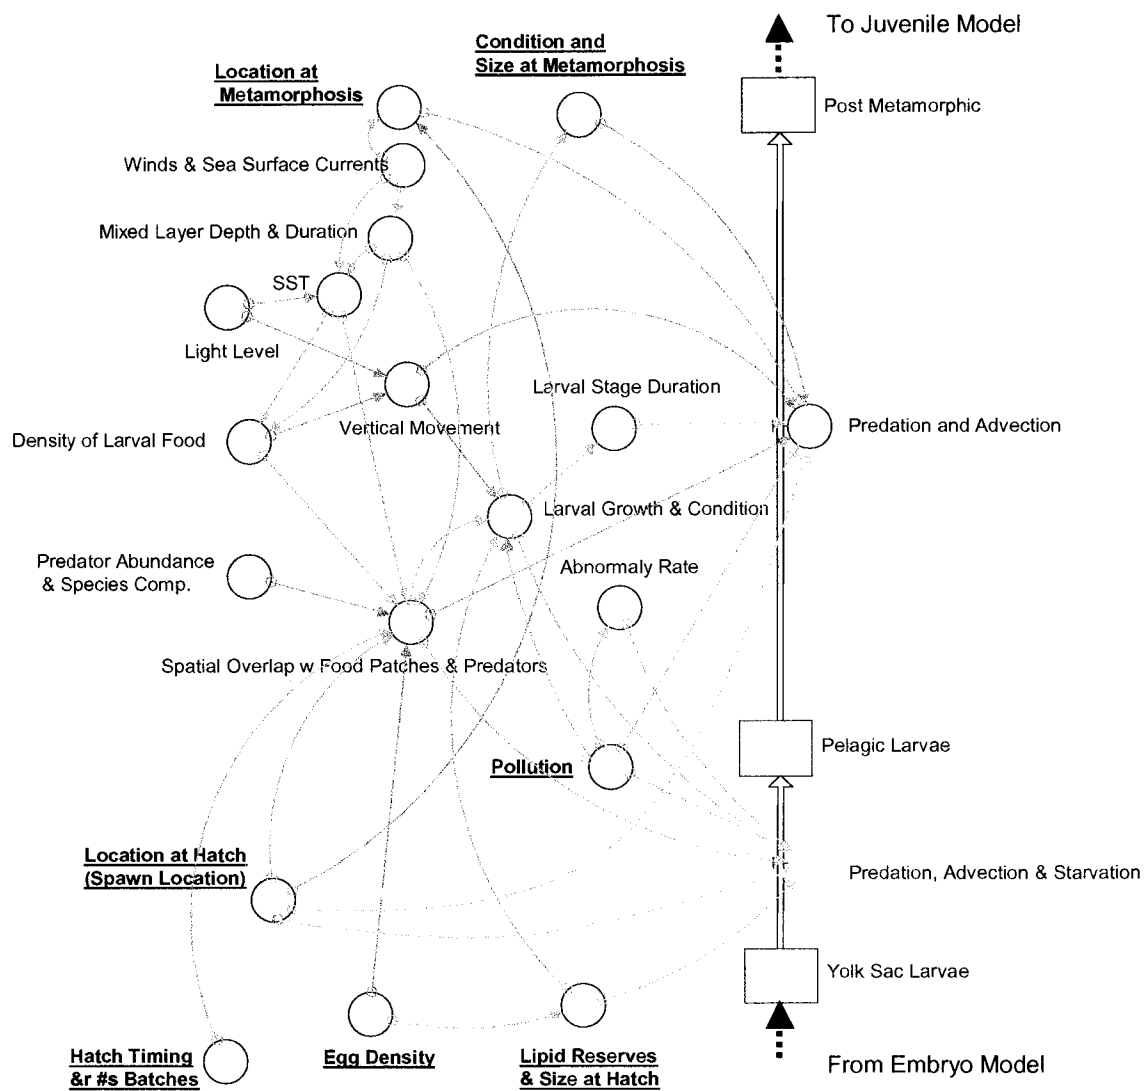 To Juvenile Model
Condition and
Size at Metamorphosis
Location at
Metamorphosis
Post Metamorphic
Winds & Sea Surface Currents
Mixed Layer Depth & Duration
SST
Light Level
Larval Stage Duration
Density of Larval Food
Vertical Movement
Predation and Advection
Larval Growth & Condition
Predator Abundance
& Species Comp.
Abnormaly Rate
Spatial Overlap w Food Patches & Predators
Pelagic Larvae
Pollution
Location at Hatch
(Spawn Location)
Predation, Advection & Starvation
Yolk Sac Larvae
Hatch Timing
&r #s Batches
Egg Density
Lipid Reserves
& Size at Hatch
From Embryo Model